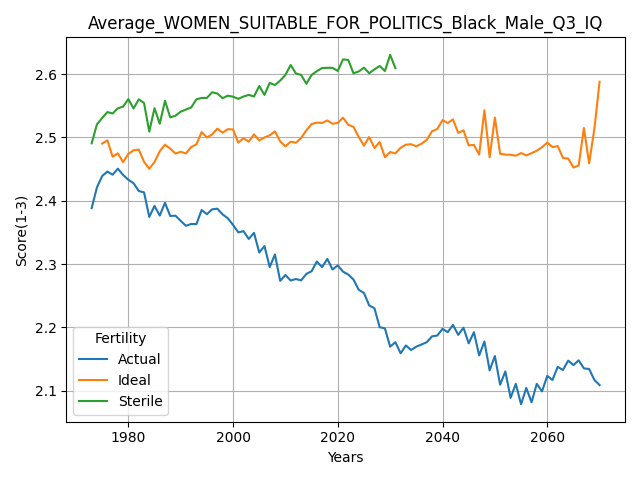 Average_WOMEN_SUITABLE_FOR_POLITICS_Black_Male_Q3_IQ
Score(1-3)
2.6
2.5
2.4
2.3
2.2
2.1
Fertility
Actual
Ideal
Sterile
1980
2000
2020
2040
2060
Years